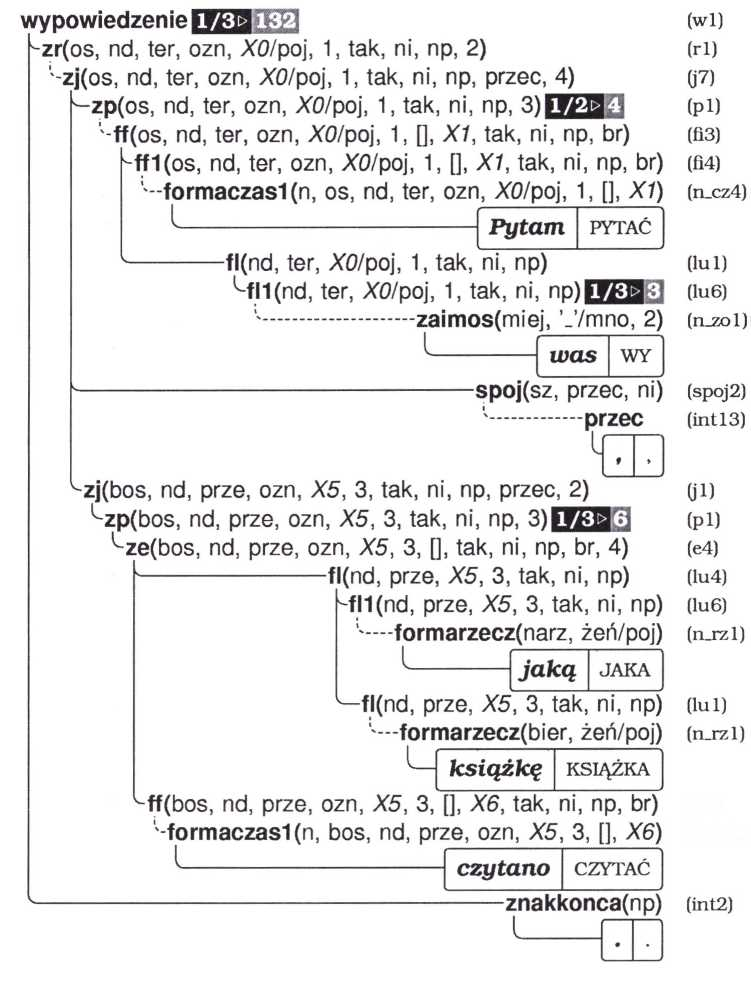 wypowiedzenie 1/3▷ 132 (w1)
zr(os, nd, ter, ozn, X0/poj, 1, tak, ni, np, 2) (r1)
zj(os, nd, ter, ozn, X0/poj, 1, tak, ni, np, przec, 4) (j7)
zp(os, nd, ter, ozn, X0/poj, 1, tak, ni, np, 3) 1/2▷ 4 (p1)
ff(os, nd, ter, ozn, X0/poj, 1, [], X1, tak, ni, np, br) (fi3)
ff1(os, nd, ter, ozn, X0/poj, 1, [], X1, tak, ni, np, br) (fi4)
formaczas1(n, os, nd, ter, ozn, X0/poj, 1, [], X1) (n_cz4)
Pytam PYTAĆ
fl(nd, ter, X0/poj, 1, tak, ni, np) (lu1)
fl1(nd, ter, X0/poj, 1, tak, ni, np) 1/3▷ 3 (lu6)
zaimos(miej, '_'/mno, 2) (n_zo1)
was WY
spoj(sz, przec, ni) (spoj2)
przec (int13)
, ,
zj(bos, nd, prze, ozn, X5, 3, tak, ni, np, przec, 2) (j1)
zp(bos, nd, prze, ozn, X5, 3, tak, ni, np, 3) 1/3▷ 6 (p1)
ze(bos, nd, prze, ozn, X5, 3, [], tak, ni, np, br, 4) (e4)
fl(nd, prze, X5, 3, tak, ni, np) (lu4)
fl1(nd, prze, X5, 3, tak, ni, np) (lu6)
formarzecz(narz, żeń/poj) (n_rz1)
jaką JAKA
fl(nd, prze, X5, 3, tak, ni, np) (lu1)
formarzecz(bier, żeń/poj) (n_rz1)
książkę KSIĄŻKA
ff(bos, nd, prze, ozn, X5, 3, [], X6, tak, ni, np, br)
formaczas1(n, bos, nd, prze, ozn, X5, 3, [], X6)
czytano CZYTAĆ
znakkonca(np) (int2)
. .